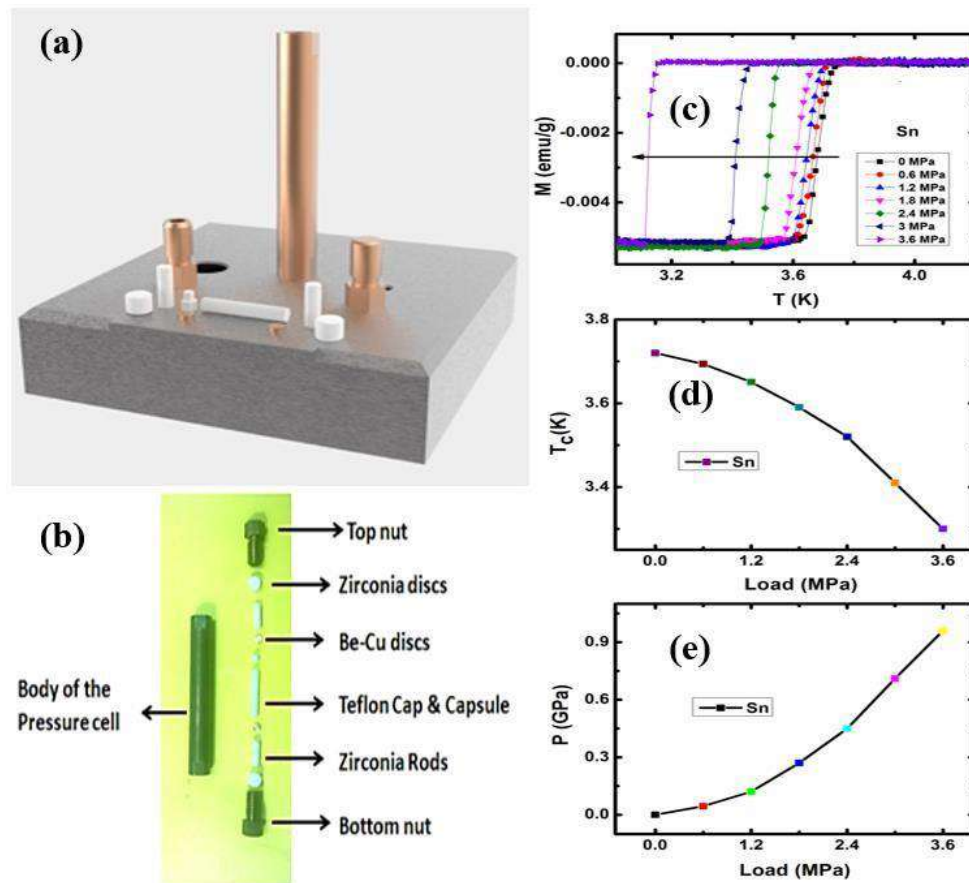 (a)
(b)
Top nut
Zirconia discs
Be-Cu discs
Body of the
Pressure cell
Teflon Cap & Capsule
Zirconia Rods
Bottom nut
0.000
-0.002
-0.004
M (emu/g)
(c)
Sn
0 MPa
0.6 MPa
1.2 MPa
1.8 MPa
2.4 MPa
3 MPa
3.6 MPa
3.2 3.6 4.0
T (K)
3.8
3.6
3.4
TC(K)
(d)
Sn
0.0 1.2 2.4 3.6
Load (MPa)
0.9
0.6
0.3
0.0
P (GPa)
(e)
Sn
0.0 1.2 2.4 3.6
Load (MPa)